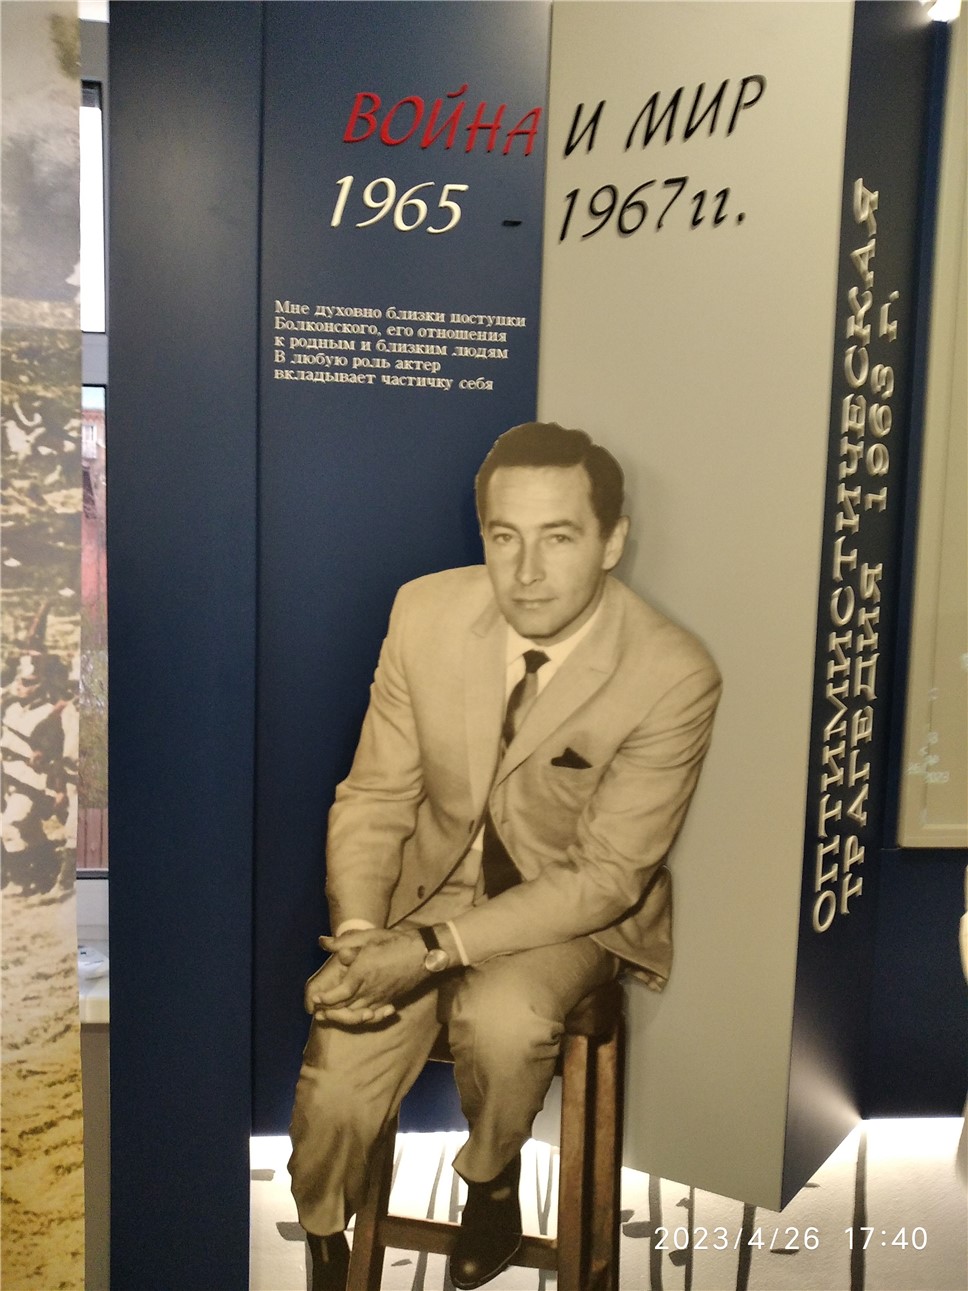 ВОЙНА И МИР
1965 - 1967гг.
Мне духовно близки поступки
Болконского, его отношения
к родным и близким людям
В любую роль актер
вкладывает частичку себя
ОПТИМИСТИЧЕСКАЯ
ТРАГЕДИЯ 1963 Г.
2023/4/26 17:40